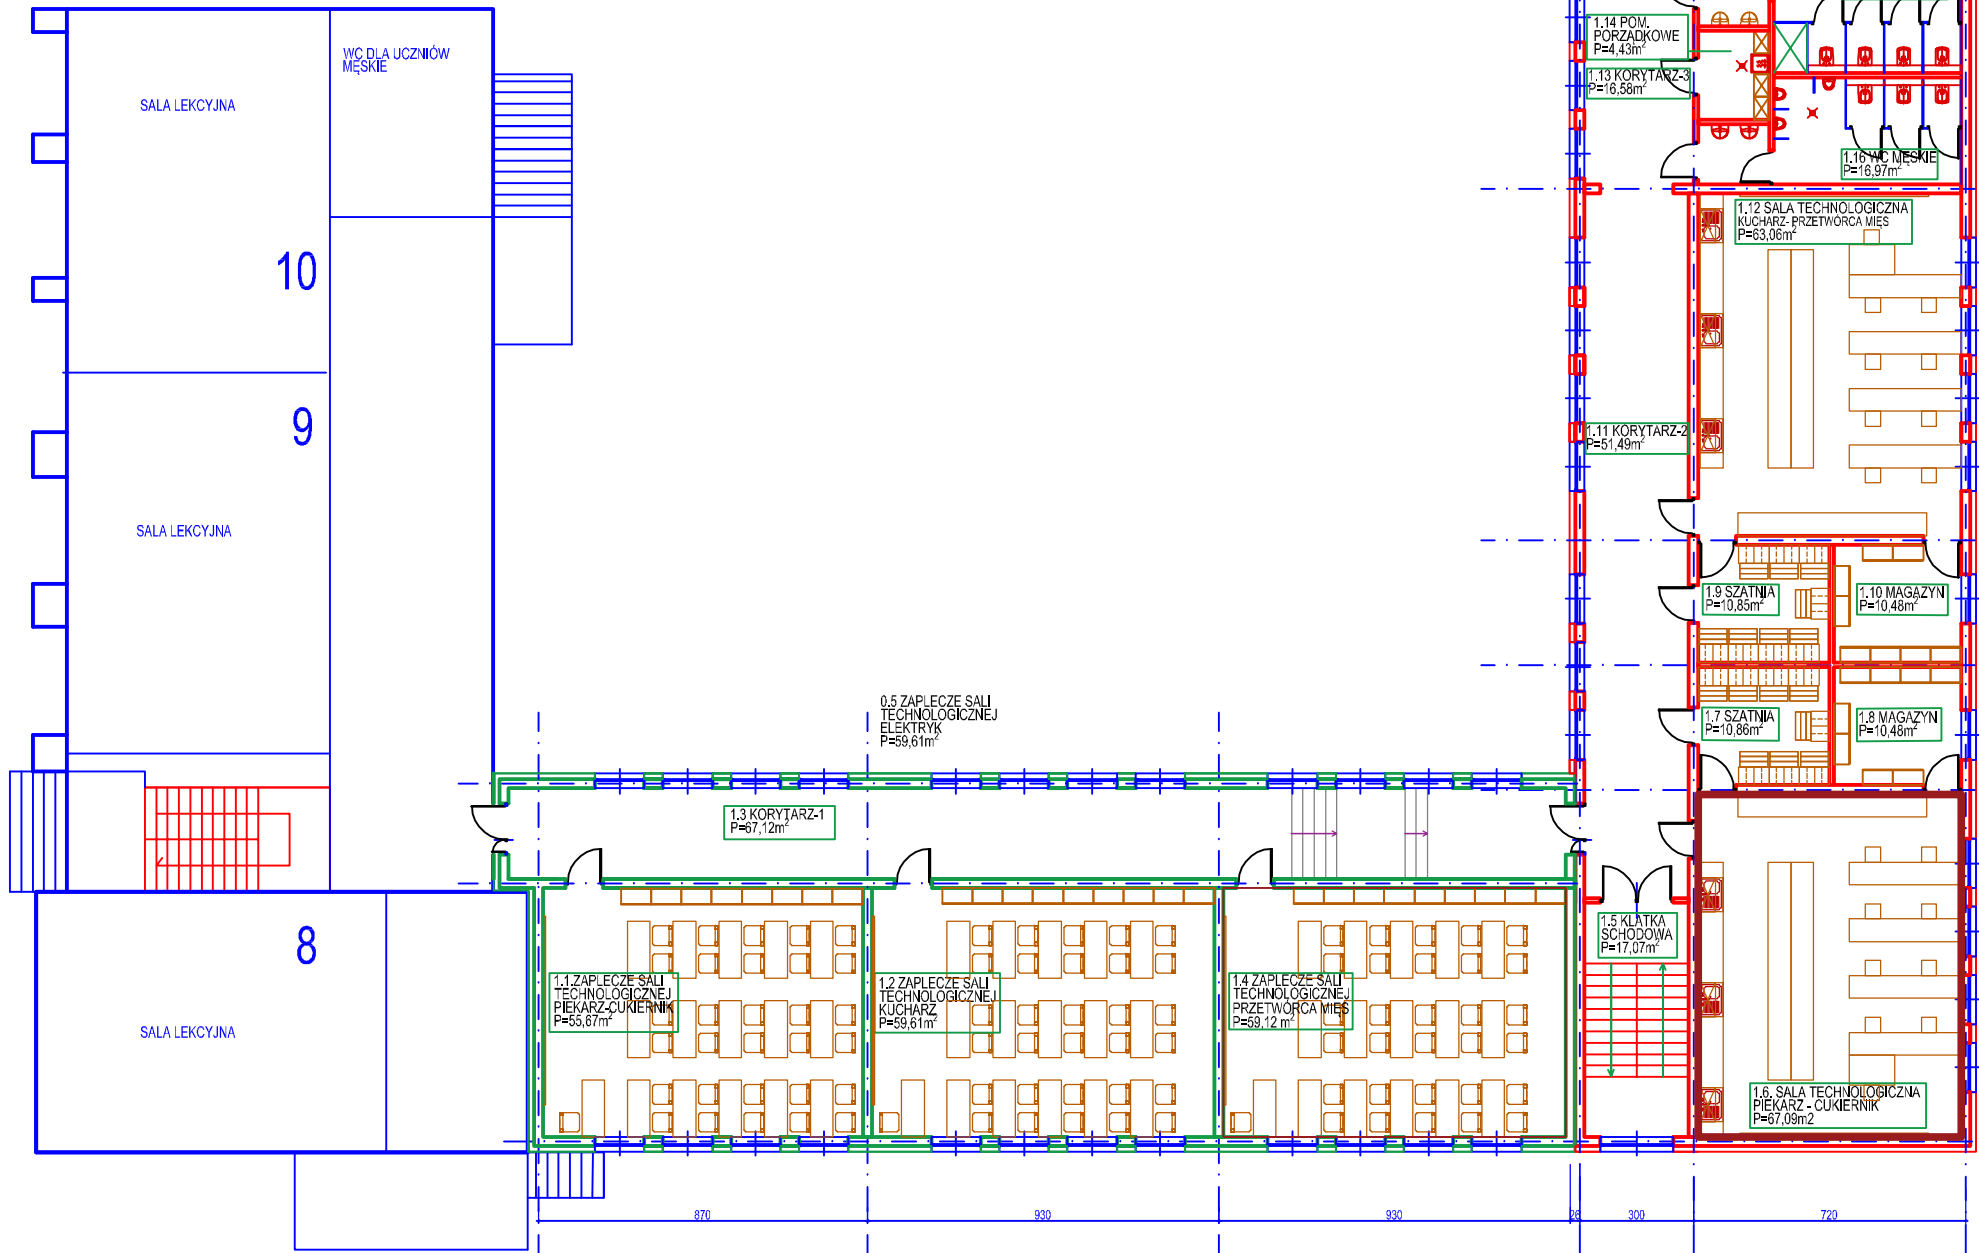 WC DLA UCZNIÓW
MĘSKIE
SALA LEKCYJNA
10
9
SALA LEKCYJNA
8
SALA LEKCYJNA
1.14 POM.
PORZĄDKOWE
P=4,43m²
1.13 KORYTARZ-3
P=16,58m²
1.16 WC MĘSKIE
P=16,97m²
1.12 SALA TECHNOLOGICZNA
KUCHARZ- PRZETWÓRCA MIĘS
P=63,06m²
1.11 KORYTARZ-2
P=51,49m²
1.9 SZATNIA
P=10,85m²
1.10 MAGAZYN
P=10,48m²
1.7 SZATNIA
P=10,86m²
1.8 MAGAZYN
P=10,48m²
0.5 ZAPLECZE SALI
TECHNOLOGICZNEJ
ELEKTRYK
P=59,61m²
1.3 KORYTARZ-1
P=67,12m²
1.1.ZAPLECZE SALI
TECHNOLOGICZNEJ
PIEKARZ-CUKIERNIK
P=55,67m²
1.2 ZAPLECZE SALI
TECHNOLOGICZNEJ
KUCHARZ
P=59,61m²
1.4 ZAPLECZE SALI
TECHNOLOGICZNEJ
PRZETWÓRCA MIĘS
P=59,12 m²
1.5 KLATKA
SCHODOWA
P=17,07m²
1.6. SALA TECHNOLOGICZNA
PIEKARZ - CUKIERNIK
P=67,09m2
870
930
930
26
300
720